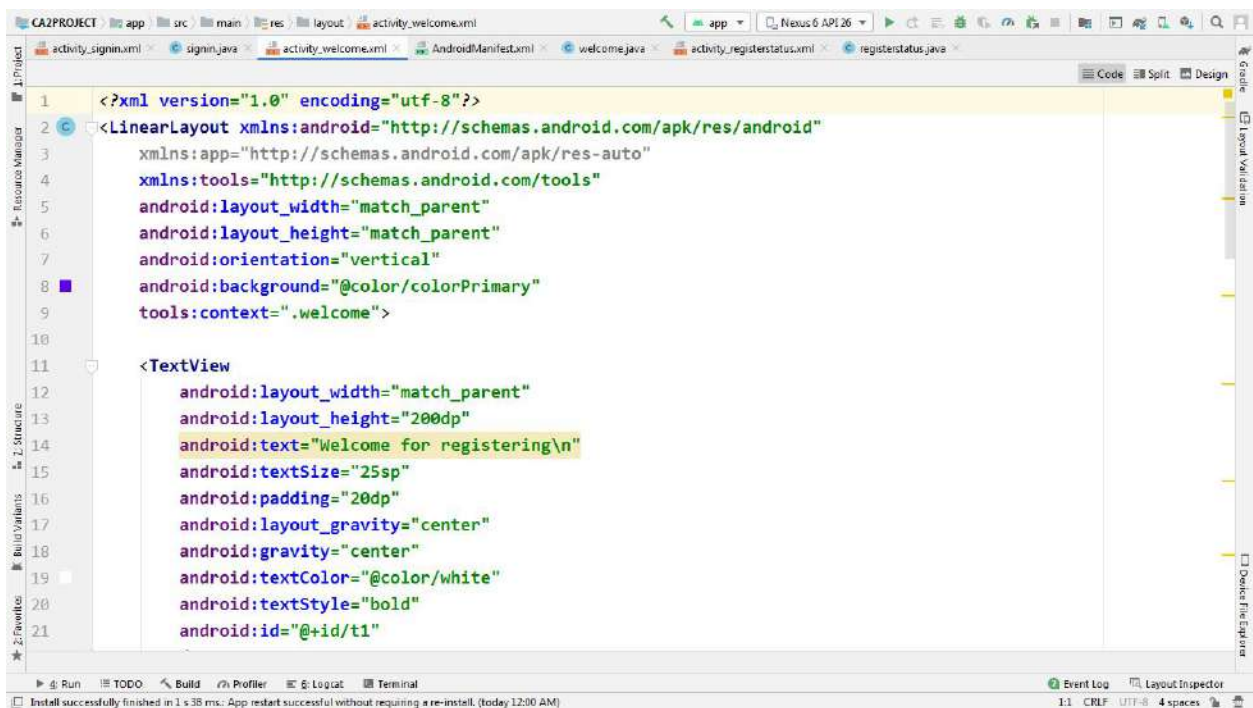 CA2PROJECT app src main res layout activity_welcome.xml app Nexus 6 API 26
activity_signin.xml signin.java activity_welcome.xml AndroidManifest.xml welcome.java activity_registerstatus.xml registerstatus.java
Code Split Design
1 <?xml version="1.0" encoding="utf-8"?>
2 C <LinearLayout xmlns:android="http://schemas.android.com/apk/res/android"
3 xmlns:app="http://schemas.android.com/apk/res-auto"
4 xmlns:tools="http://schemas.android.com/tools"
5 android:layout_width="match_parent"
6 android:layout_height="match_parent"
7 android:orientation="vertical"
8 android:background="@color/colorPrimary"
9 tools:context=".welcome">
10
11 <TextView
12 android:layout_width="match_parent"
13 android:layout_height="200dp"
14 android:text="Welcome for registering\n"
15 android:textSize="25sp"
16 android:padding="20dp"
17 android:layout_gravity="center"
18 android:gravity="center"
19 android:textColor="@color/white"
20 android:textStyle="bold"
21 android:id="@+id/t1"
1: Project
Resource Manager
Z: Structure
Build Variants
2: Favorites
Gradle
Layout Validation
Device File Explorer
4: Run TODO Build Profiler 6: Logcat Terminal 2 Event Log Layout Inspector
Install successfully finished in 1 s 38 ms.: App restart successful without requiring a re-install. (today 12:00 AM) 1:1 CRLF UTF-8 4 spaces